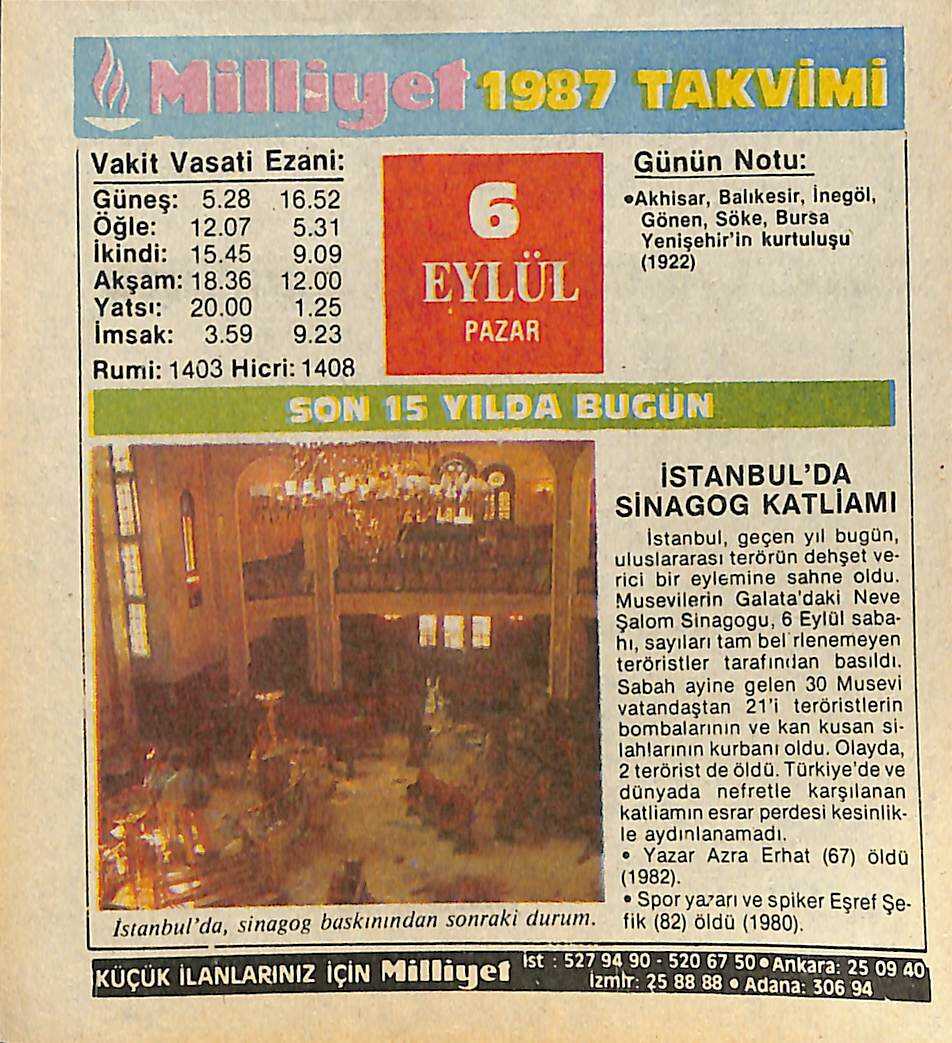 Milliyet 1987 TAKVİMİ
Vakit Vasati Ezani:
Güneş: 5.28 16.52
Öğle: 12.07 5.31
İkindi: 15.45 9.09
Akşam: 18.36 12.00
Yatsı: 20.00 1.25
İmsak: 3.59 9.23
Rumi: 1403 Hicri: 1408
6
EYLÜL
PAZAR
Günün Notu:
•Akhisar, Balıkesir, İnegöl,
Gönen, Söke, Bursa
Yenişehir'in kurtuluşu
(1922)
SON 15 YILDA BUGÜN
İSTANBUL'DA
SİNAGOG KATLİAMI
İstanbul, geçen yıl bugün,
uluslararası terörün dehşet ve-
rici bir eylemine sahne oldu.
Musevilerin Galata'daki Neve
Şalom Sinagogu, 6 Eylül saba-
hı, sayıları tam bel rlenemeyen
teröristler tarafından basıldı.
Sabah ayine gelen 30 Musevi
vatandaştan 21'i teröristlerin
bombalarının ve kan kusan si-
lahlarının kurbanı oldu. Olayda,
2 terörist de öldü. Türkiye'de ve
dünyada nefretle karşılanan
katliamın esrar perdesi kesinlik-
le aydınlanamadı.
• Yazar Azra Erhat (67) öldü
(1982).
• Spor yazarı ve spiker Eşref Şe-
fik (82) öldü (1980).
İstanbul'da, sinagog baskınından sonraki durum.
KÜÇÜK İLANLARINIZ İÇİN Milliyet
İst : 527 94 90 - 520 67 50 • Ankara: 25 09 40
İzmir: 25 88 88 • Adana: 306 94